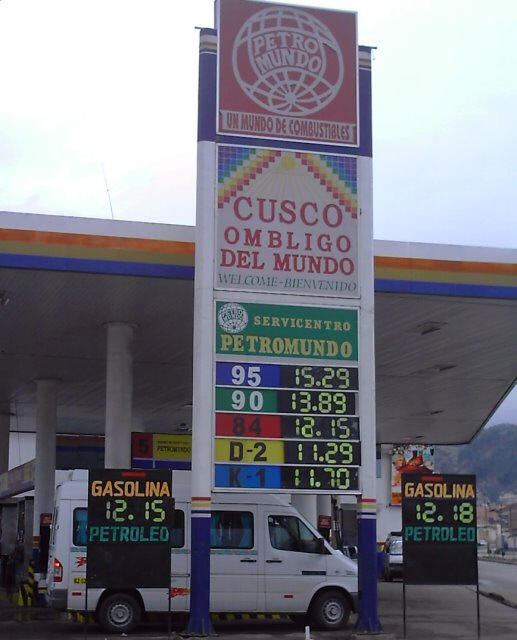 PETRO
MUNDO
UN MUNDO DE COMBUSTIBLES
CUSCO
OMBLIGO
DEL MUNDO
WELCOME-BIENVENIDO
SERVICENTRO
PETROMUNDO
95 15.29
90 13.89
84 12.15
D-2 11.29
K-1 11.70
5
GASOLINA
12.15
PETROLEO
GASOLINA
12.18
PETROLEO